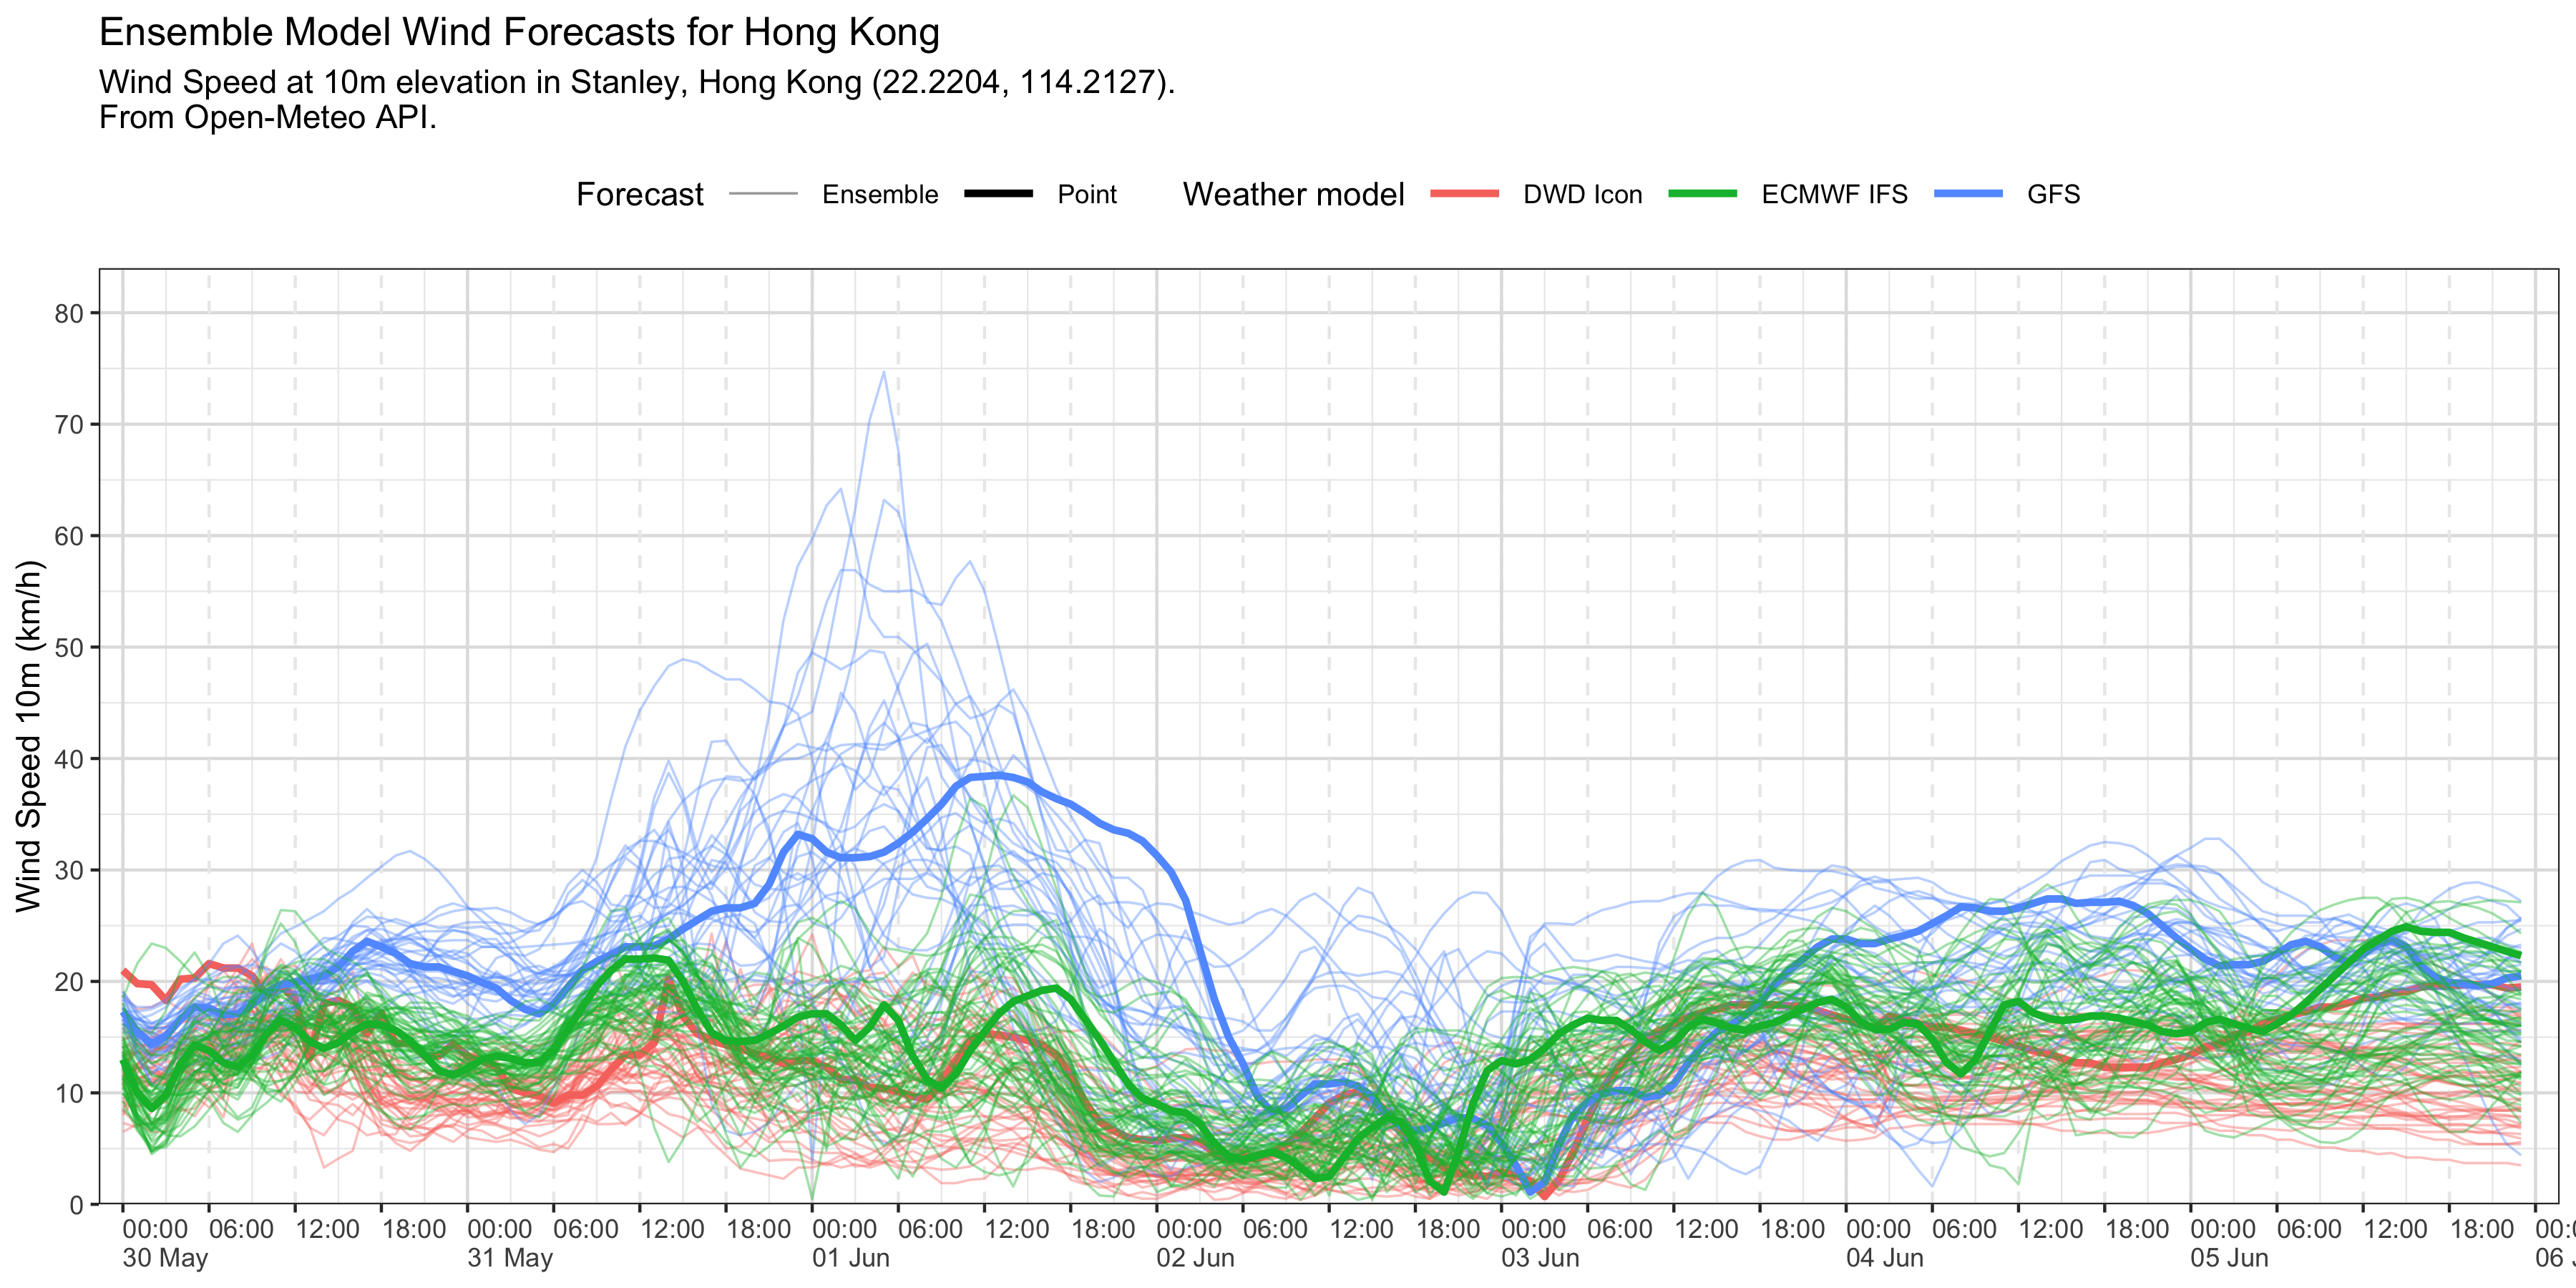 Ensemble Model Wind Forecasts for Hong Kong
Wind Speed at 10m elevation in Stanley, Hong Kong (22.2204, 114.2127).
From Open-Meteo API.
Forecast Ensemble Point Weather model DWD Icon ECMWF IFS GFS
Wind Speed 10m (km/h)
80
70
60
50
40
30
20
10
0
00:00 06:00 12:00 18:00 00:00 06:00 12:00 18:00 00:00 06:00 12:00 18:00 00:00 06:00 12:00 18:00 00:00 06:00 12:00 18:00 00:00 06:00 12:00 18:00 00:00 06:00 12:00 18:00 00:0
30 May 31 May 01 Jun 02 Jun 03 Jun 04 Jun 05 Jun 06